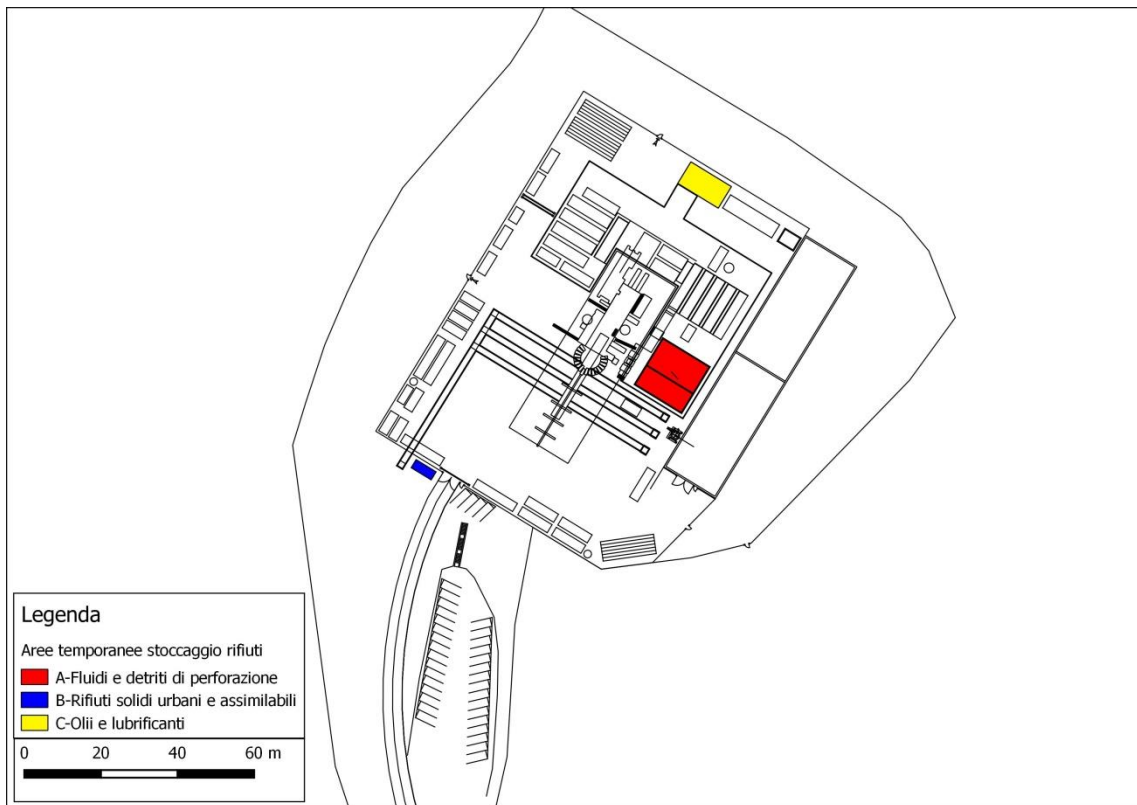 Legenda
Aree temporanee stoccaggio rifiuti
A-Fluidi e detriti di perforazione
B-Rifiuti solidi urbani e assimilabili
C-Olii e lubrificanti
0 20 40 60 m